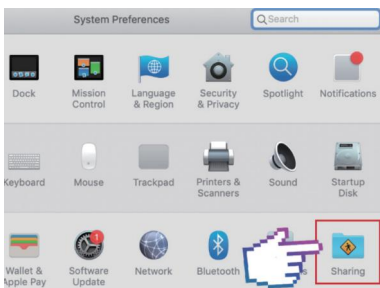 System Preferences
Search
Dock
Mission
Control
Language
& Region
Security
& Privacy
Spotlight
Notifications
Keyboard
Mouse
Trackpad
Printers &
Scanners
Sound
Startup
Disk
1
Wallet &
Apple Pay
Software
Update
Network
Bluetooth
Sharing